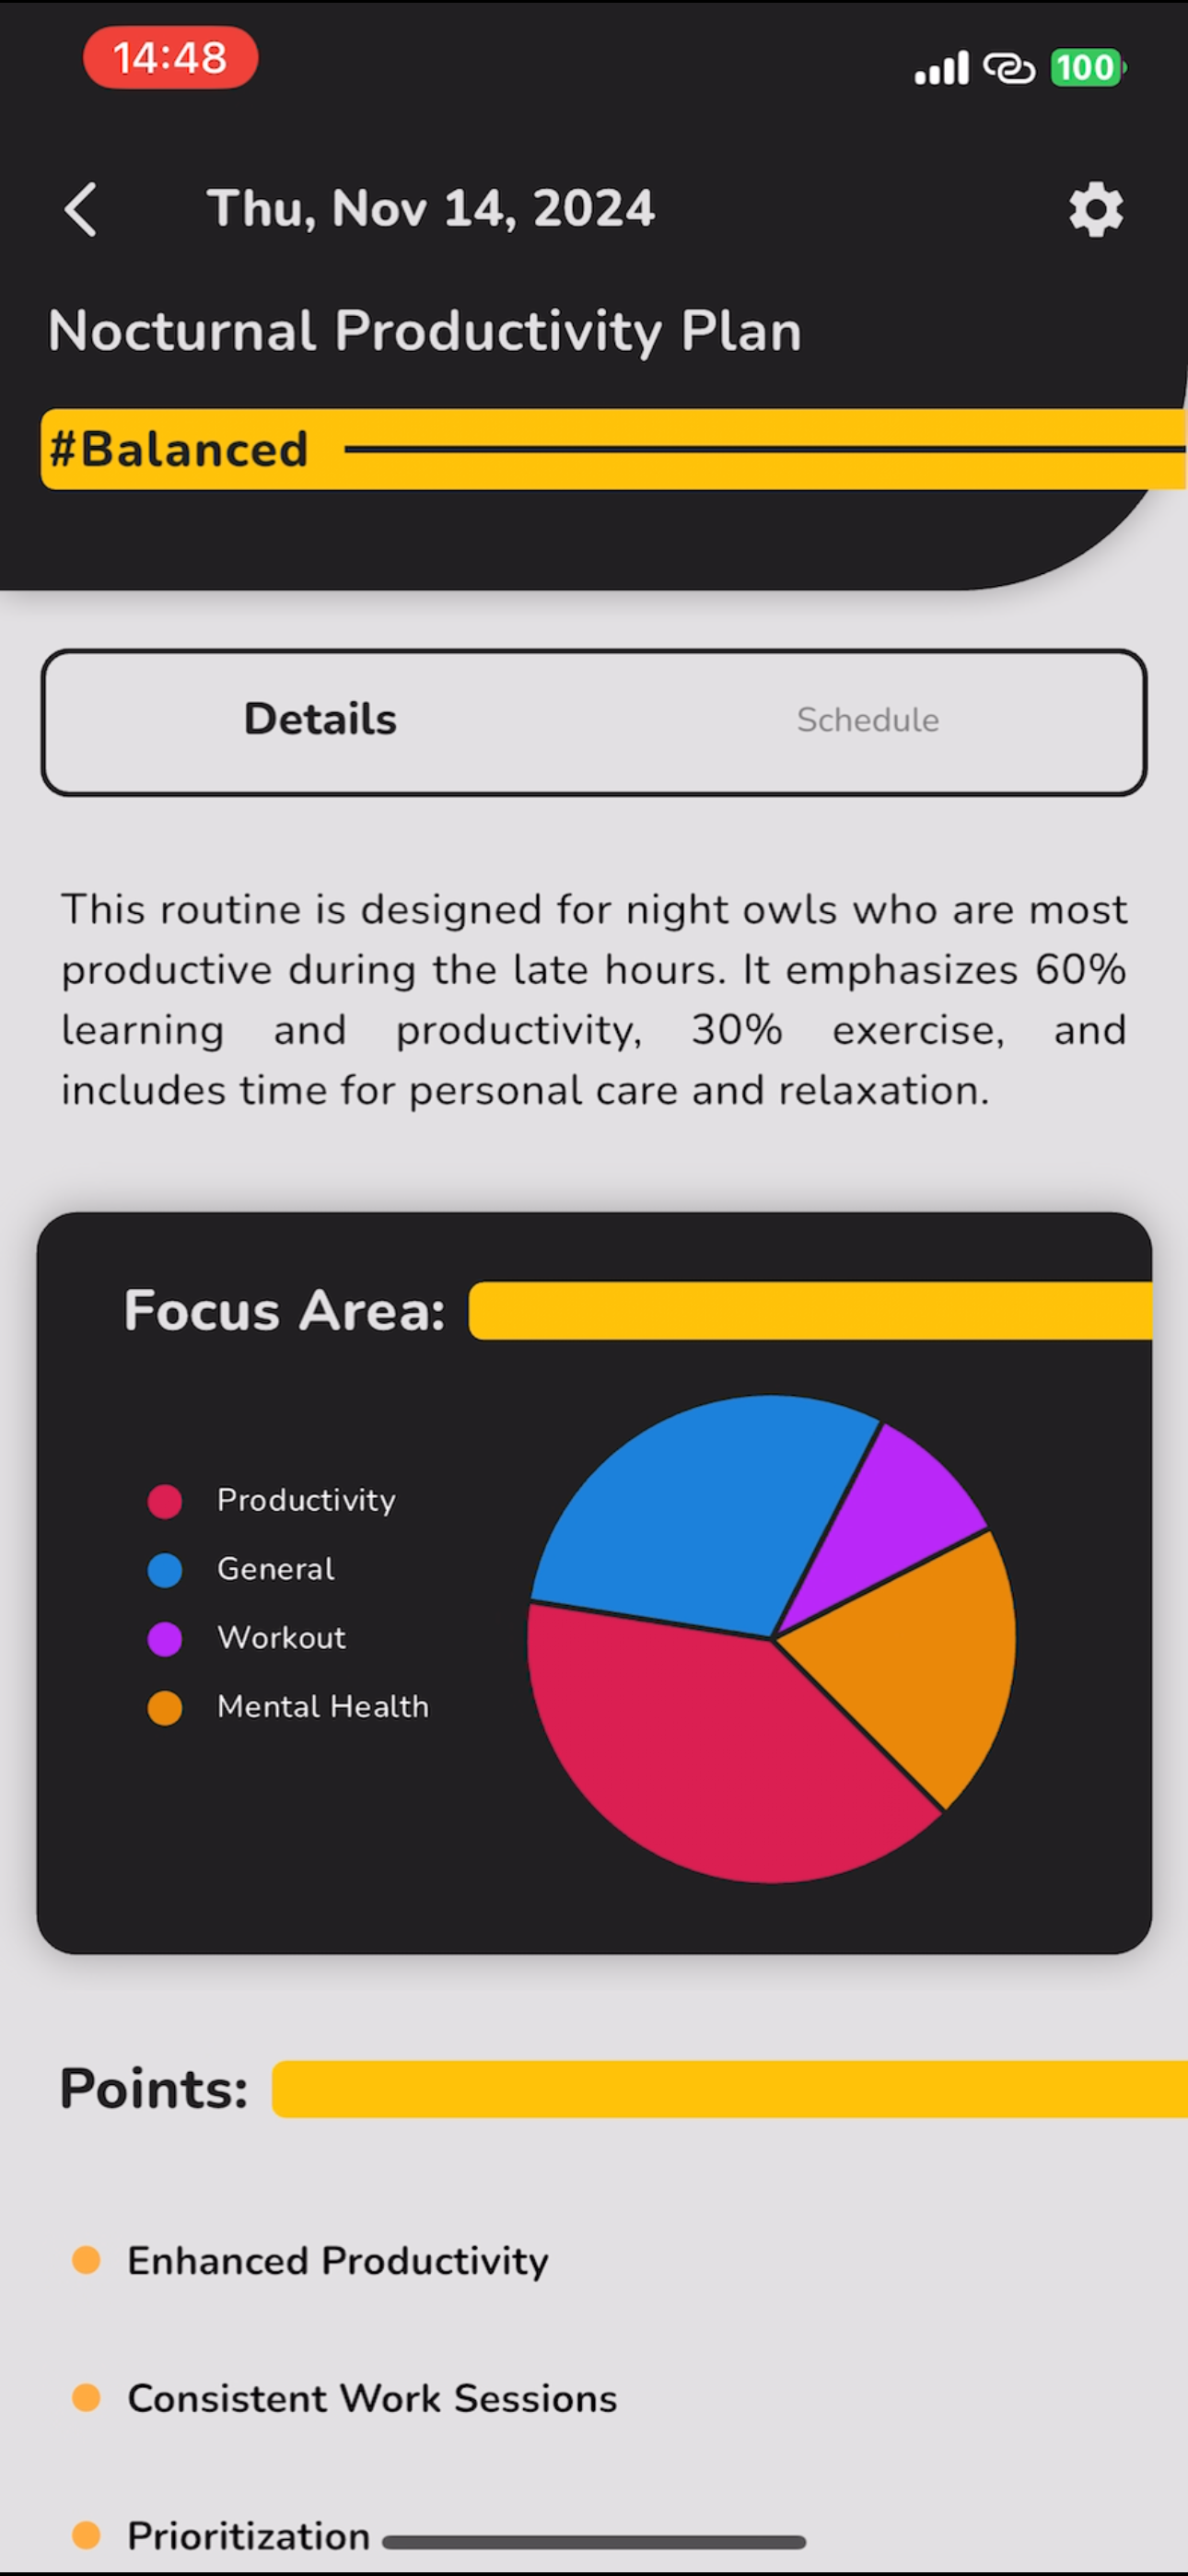 14:48
100
Thu, Nov 14, 2024
Nocturnal Productivity Plan
#Balanced
Details
Schedule
This routine is designed for night owls who are most
productive during the late hours. It emphasizes 60%
learning and productivity, 30% exercise, and
includes time for personal care and relaxation.
Focus Area:
Productivity
General
Workout
Mental Health
Points:
Enhanced Productivity
Consistent Work Sessions
Prioritization